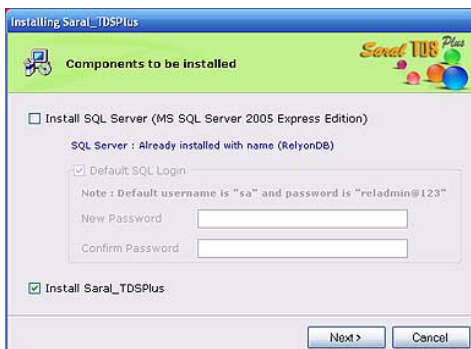 Installing Saral_TDSPlus
Components to be installed
Saral TDS Plus
Install SQL Server (MS SQL Server 2005 Express Edition)
SQL Server : Already installed with name (RelyonDB)
Default SQL Login
Note : Default username is "sa" and password is "reladmin@123"
New Password
Confirm Password
Install Saral_TDSPlus
Next >
Cancel